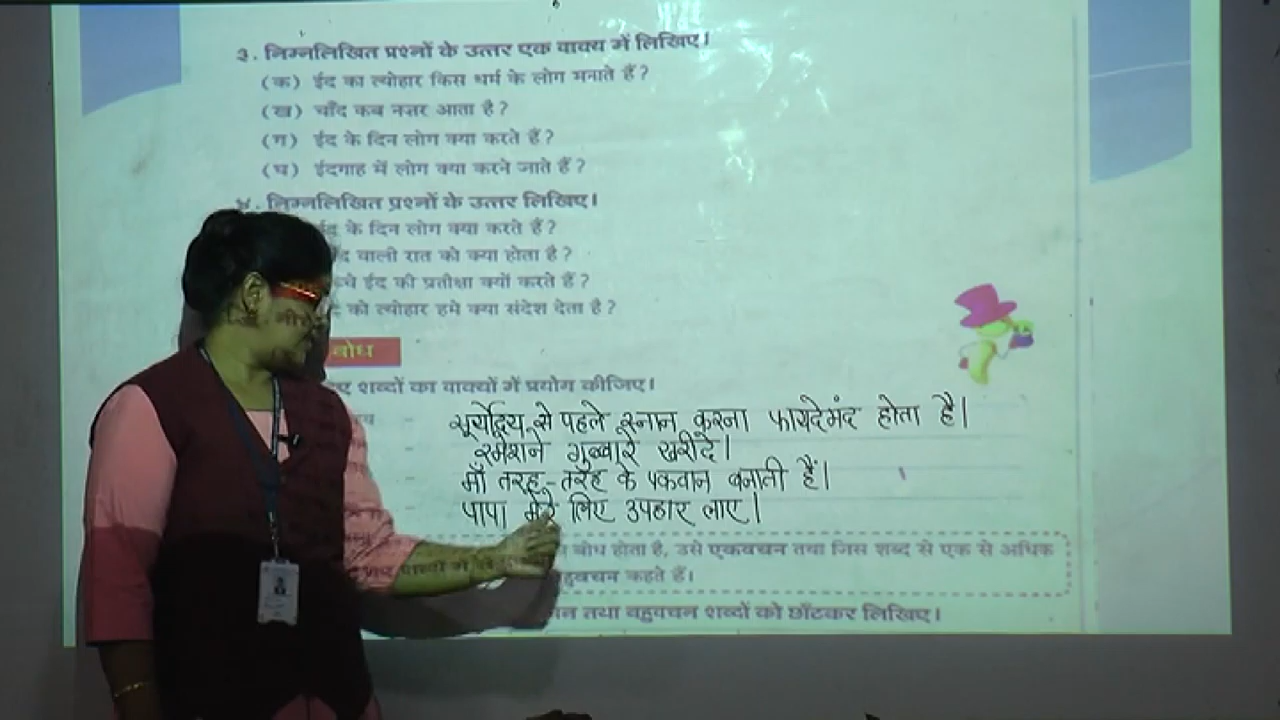 ३. निम्नलिखित प्रश्नों के उत्तर एक वाक्य में लिखिए।
(क) ईद का त्योहार किस धर्म के लोग मनाते हैं?
(ख) चाँद कब नज़र आता है?
(ग) ईद के दिन लोग क्या करते हैं?
(घ) ईदगाह में लोग क्या करने जाते हैं?
४. निम्नलिखित प्रश्नों के उत्तर लिखिए।
के दिन लोग क्या करते हैं?
वाली रात को क्या होता है?
ईद की प्रतीक्षा क्यों करते हैं?
को त्योहार हमे क्या संदेश देता है?
बोध
शब्दों का वाक्यों में प्रयोग कीजिए।
- सूर्योदय से पहले स्नान करना फायदेमंद होता है।
- रमेशने गुब्बारे खरीदे।
- माँ तरह-तरह के पकवान बनाती हैं।
- पापा मेरे लिए उपहार लाए।
बोध होता है, उसे एकवचन तथा जिस शब्द से एक से अधिक
कहते हैं।
तथा बहुवचन शब्दों को छाँटकर लिखिए।